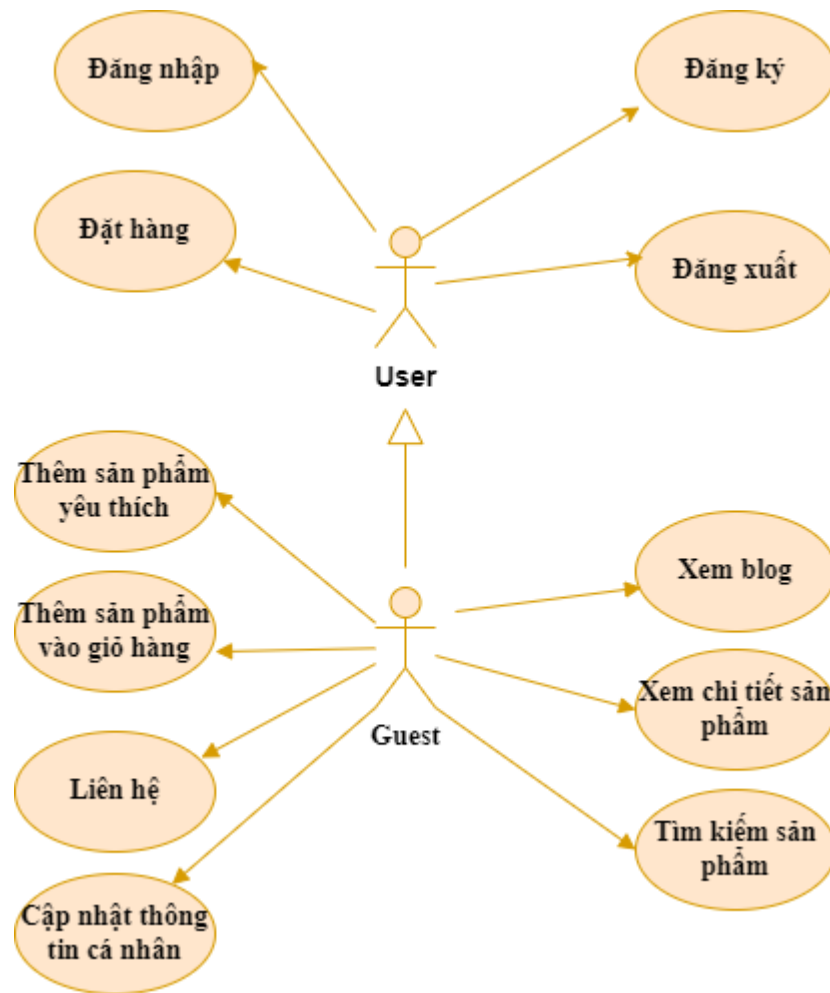 Đăng nhập
Đăng ký
Đặt hàng
Đăng xuất
User
Thêm sản phẩm
yêu thích
Xem blog
Thêm sản phẩm
vào giỏ hàng
Xem chi tiết sản
phẩm
Guest
Liên hệ
Tìm kiếm sản
phẩm
Cập nhật thông
tin cá nhân